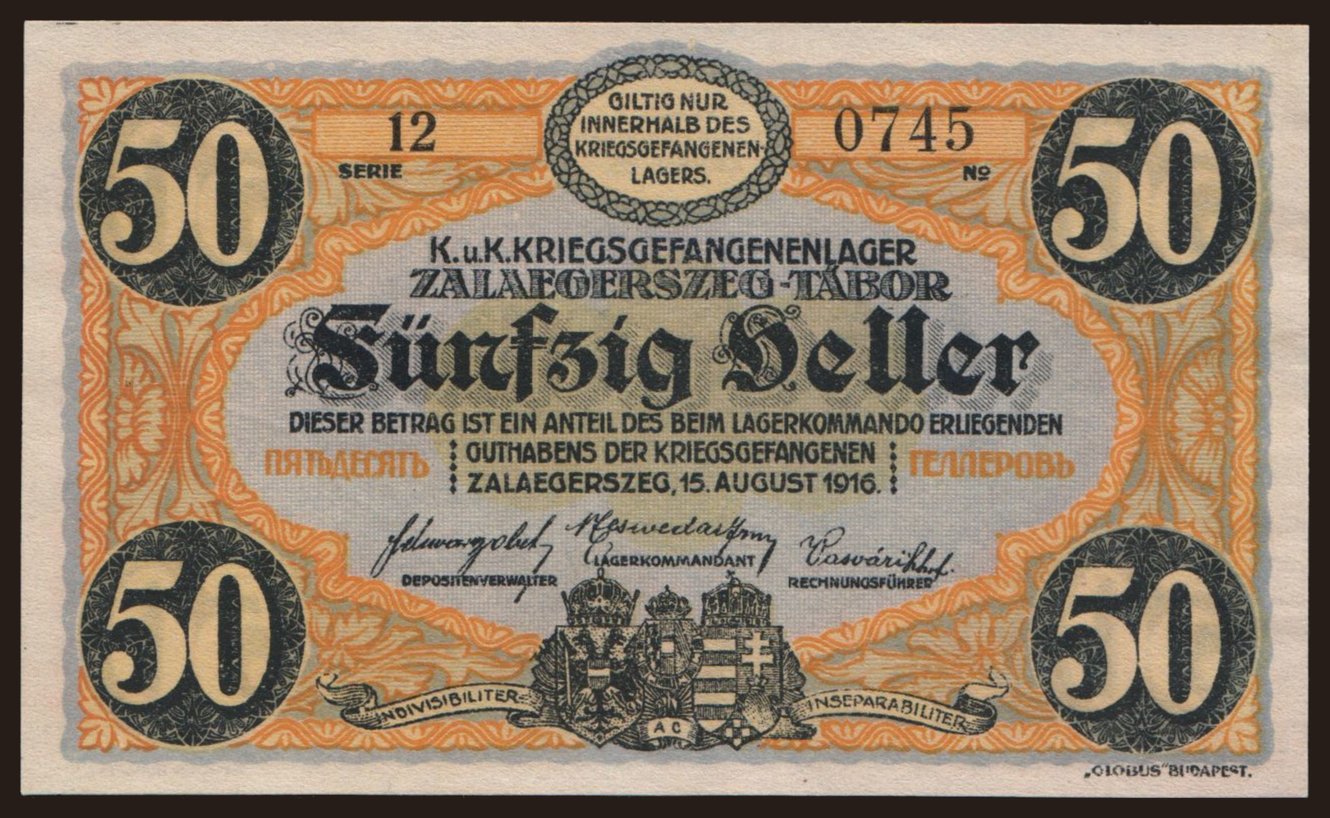 50
50
12
SERIE
GILTIG NUR
INNERHALB DES
KRIEGSGEFANGENEN-
LAGERS.
0745
No
K.u.K.KRIEGSGEFANGENENLAGER
ZALAEGERSZEG-TÁBOR
Fünfzig Heller
DIESER BETRAG IST EIN ANTEIL DES BEIM LAGERKOMMANDO ERLIEGENDEN
GUTHABENS DER KRIEGSGEFANGENEN
ПЯТЬДЕСЯТЬ ГЕЛЛЕРОВЬ
ZALAEGERSZEG, 15. AUGUST 1916.
DEPOSITENVERWALTER
LAGERKOMMANDANT
RECHNUNGSFÜHRER
50
50
INDIVISIBILITER
AC
INSEPARABILITER
„GLOBUS" BUDAPEST.